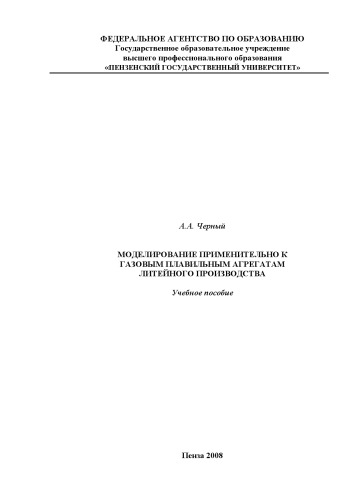 ФЕДЕРАЛЬНОЕ АГЕНТСТВО ПО ОБРАЗОВАНИЮ
Государственное образовательное учреждение
высшего профессионального образования
«ПЕНЗЕНСКИЙ ГОСУДАРСТВЕННЫЙ УНИВЕРСИТЕТ»
А.А. Черный
МОДЕЛИРОВАНИЕ ПРИМЕНИТЕЛЬНО К
ГАЗОВЫМ ПЛАВИЛЬНЫМ АГРЕГАТАМ
ЛИТЕЙНОГО ПРОИЗВОДСТВА
Учебное пособие
Пенза 2008